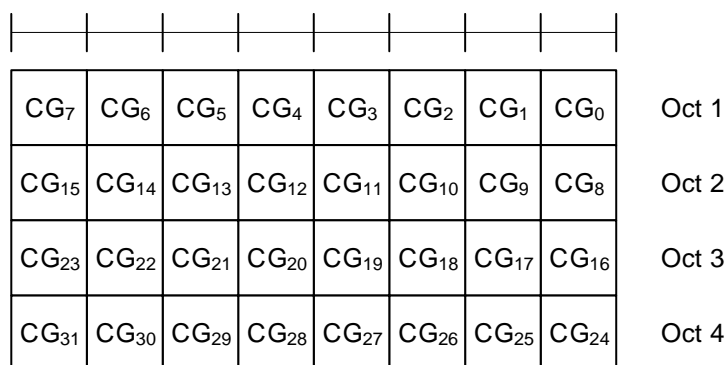 CG₇ CG₆ CG₅ CG₄ CG₃ CG₂ CG₁ CG₀ Oct 1
CG₁₅ CG₁₄ CG₁₃ CG₁₂ CG₁₁ CG₁₀ CG₉ CG₈ Oct 2
CG₂₃ CG₂₂ CG₂₁ CG₂₀ CG₁₉ CG₁₈ CG₁₇ CG₁₆ Oct 3
CG₃₁ CG₃₀ CG₂₉ CG₂₈ CG₂₇ CG₂₆ CG₂₅ CG₂₄ Oct 4